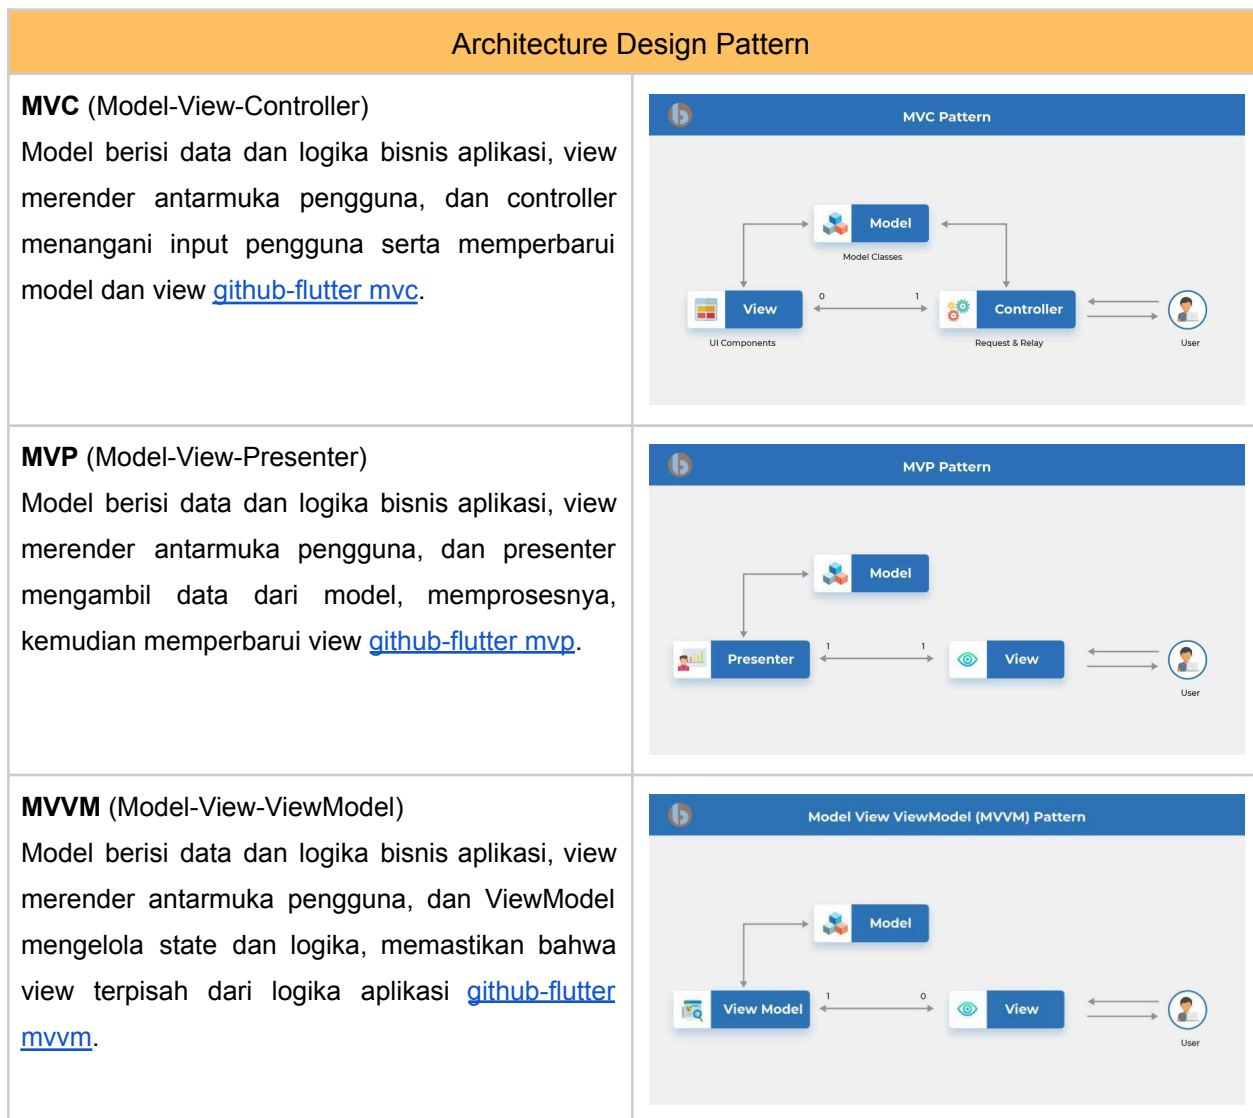 Architecture Design Pattern
MVC (Model-View-Controller)
Model berisi data dan logika bisnis aplikasi, view
merender antarmuka pengguna, dan controller
menangani input pengguna serta memperbarui
model dan view github-flutter mvc.
MVC Pattern
Model
Model Classes
View
0
1
Controller
UI Components
Request & Relay
User
MVP (Model-View-Presenter)
Model berisi data dan logika bisnis aplikasi, view
merender antarmuka pengguna, dan presenter
mengambil data dari model, memprosesnya,
kemudian memperbarui view github-flutter mvp.
MVP Pattern
Model
Presenter
1
1
View
User
MVVM (Model-View-ViewModel)
Model berisi data dan logika bisnis aplikasi, view
merender antarmuka pengguna, dan ViewModel
mengelola state dan logika, memastikan bahwa
view terpisah dari logika aplikasi github-flutter
mvvm.
Model View ViewModel (MVVM) Pattern
Model
View Model
1
0
View
User